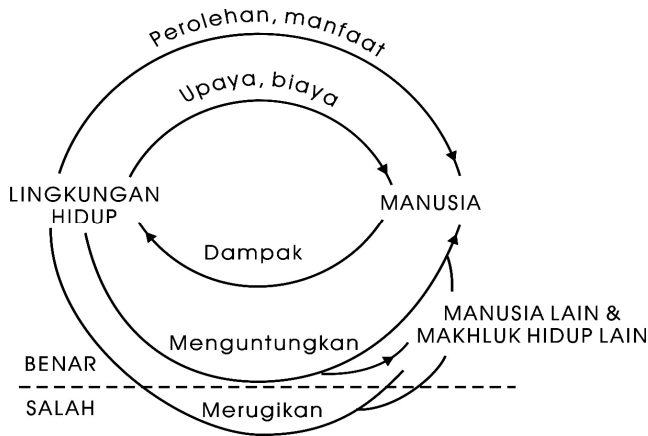 Perolehan, manfaat
Upaya, biaya
LINGKUNGAN
HIDUP
MANUSIA
Dampak
MANUSIA LAIN &
MAKHLUK HIDUP LAIN
Menguntungkan
BENAR
SALAH
Merugikan